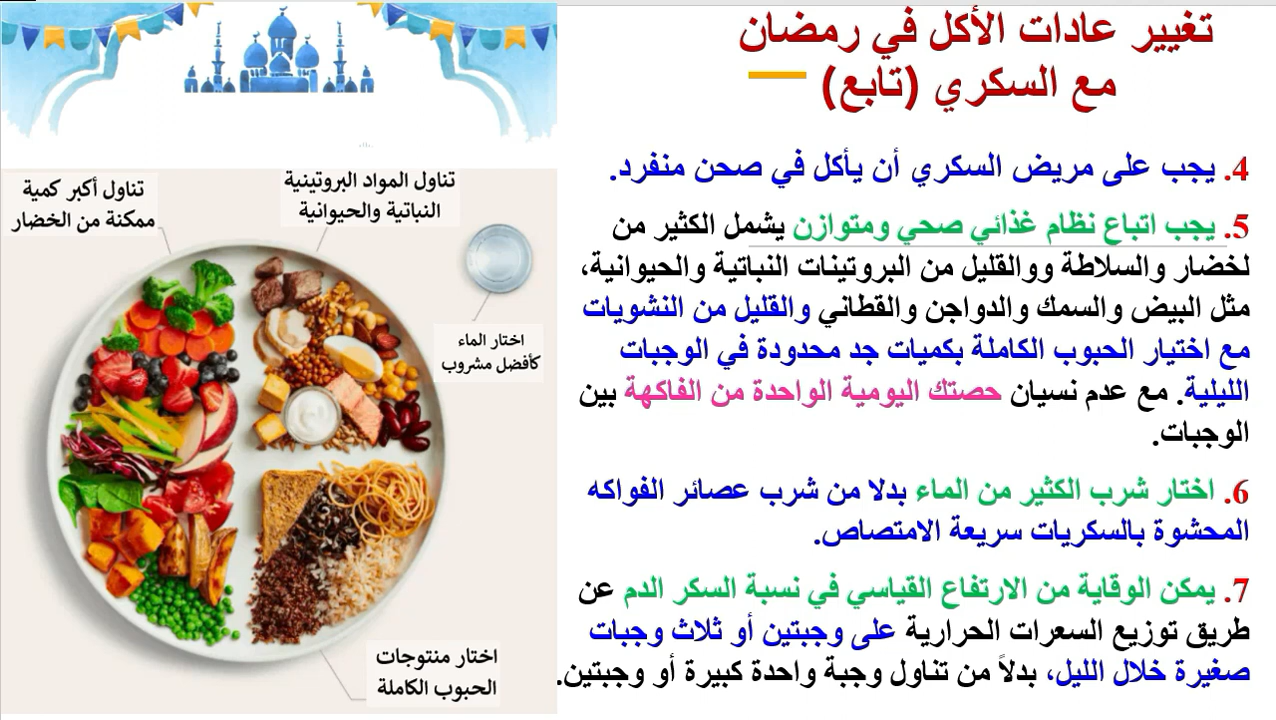 تغيير عادات الأكل في رمضان
مع السكري (تابع)
4. يجب على مريض السكري أن يأكل في صحن منفرد.
5. يجب اتباع نظام غذائي صحي ومتوازن يشمل الكثير من
لخضار والسلاطة ووالقليل من البروتينات النباتية والحيوانية،
مثل البيض والسمك والدواجن والقطاني والقليل من النشويات
مع اختيار الحبوب الكاملة بكميات جد محدودة في الوجبات
الليلية. مع عدم نسيان حصتك اليومية الواحدة من الفاكهة بين
الوجبات.
6. اختار شرب الكثير من الماء بدلا من شرب عصائر الفواكه
المحشوة بالسكريات سريعة الامتصاص.
7. يمكن الوقاية من الارتفاع القياسي في نسبة السكر الدم عن
طريق توزيع السعرات الحرارية على وجبتين أو ثلاث وجبات
صغيرة خلال الليل، بدلاً من تناول وجبة واحدة كبيرة أو وجبتين.
تناول المواد البروتينية
النباتية والحيوانية
تناول أكبر كمية
ممكنة من الخضار
اختار الماء
كأفضل مشروب
اختار منتوجات
الحبوب الكاملة